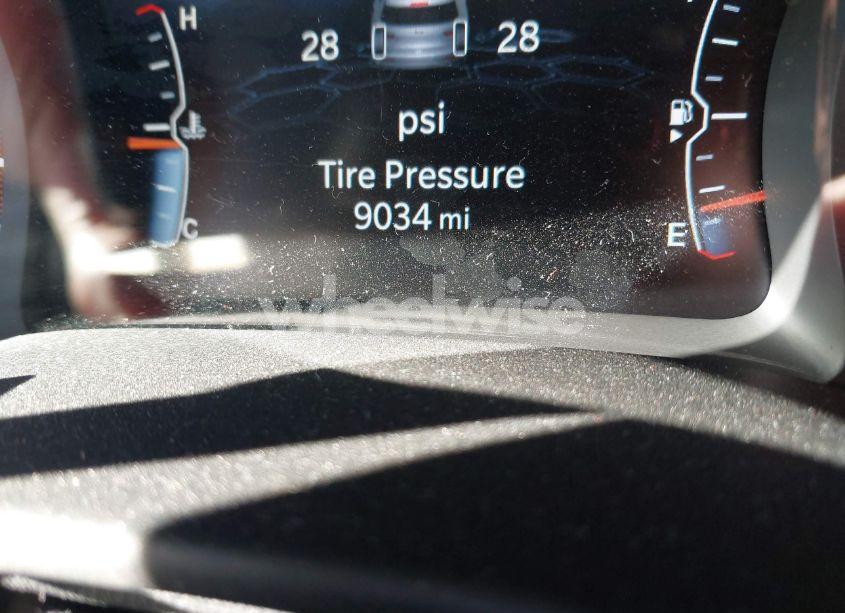 H
28 28
psi
Tire Pressure
9034 mi
C
E
wheelwise